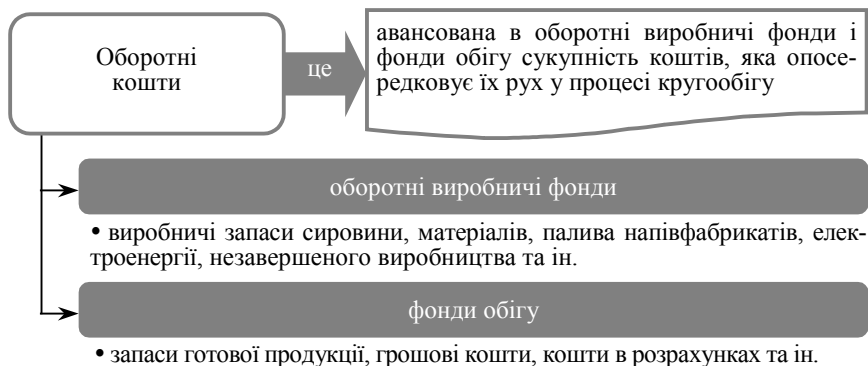 Оборотні
кошти
це
авансована в оборотні виробничі фонди і
фонди обігу сукупність коштів, яка опосе-
редковує їх рух у процесі кругообігу
оборотні виробничі фонди
• виробничі запаси сировини, матеріалів, палива напівфабрикатів, елек-
троенергії, незавершеного виробництва та ін.
фонди обігу
• запаси готової продукції, грошові кошти, кошти в розрахунках та ін.